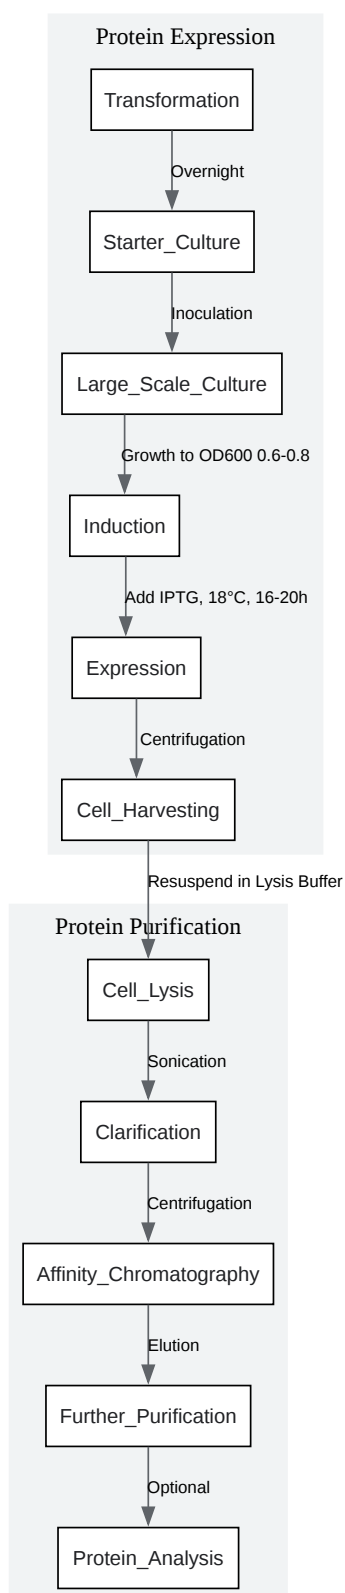 Protein Expression
Transformation
Overnight
Starter_Culture
Inoculation
Large_Scale_Culture
Growth to OD600 0.6-0.8
Induction
Add IPTG, 18°C, 16-20h
Expression
Centrifugation
Cell_Harvesting
Resuspend in Lysis Buffer
Protein Purification
Cell_Lysis
Sonication
Clarification
Centrifugation
Affinity_Chromatography
Elution
Further_Purification
Optional
Protein_Analysis